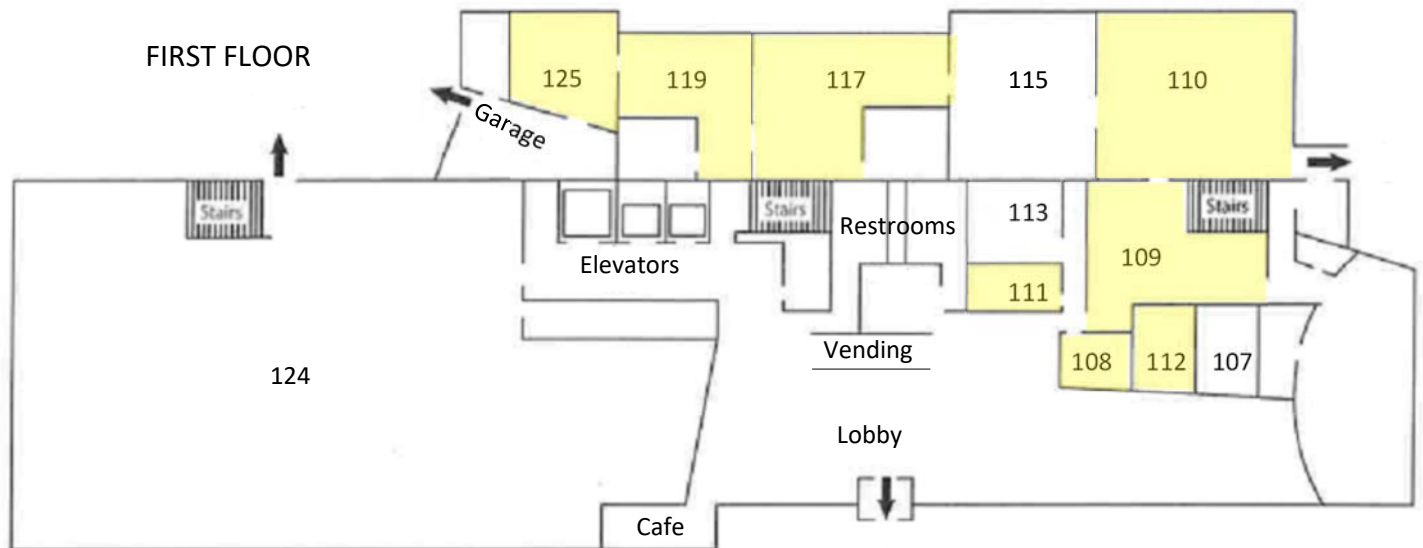 FIRST FLOOR
125
119
117
115
110
Garage
Stairs
Stairs
Restrooms
113
Stairs
Elevators
109
111
Vending
108
112
107
124
Lobby
Cafe